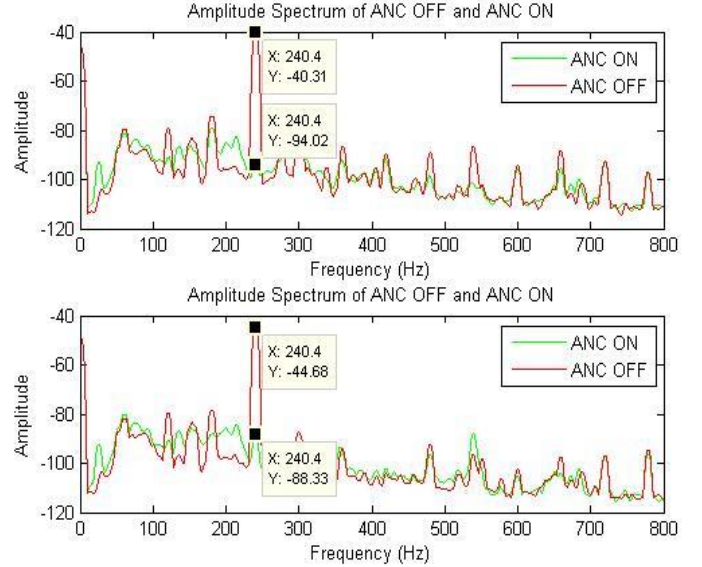 Amplitude Spectrum of ANC OFF and ANC ON
-40
-60
-80
-100
-120
Amplitude
X: 240.4
Y: -40.31
X: 240.4
Y: -94.02
ANC ON
ANC OFF
0 100 200 300 400 500 600 700 800
Frequency (Hz)
Amplitude Spectrum of ANC OFF and ANC ON
-40
-60
-80
-100
-120
Amplitude
X: 240.4
Y: -44.68
X: 240.4
Y: -88.33
ANC ON
ANC OFF
0 100 200 300 400 500 600 700 800
Frequency (Hz)